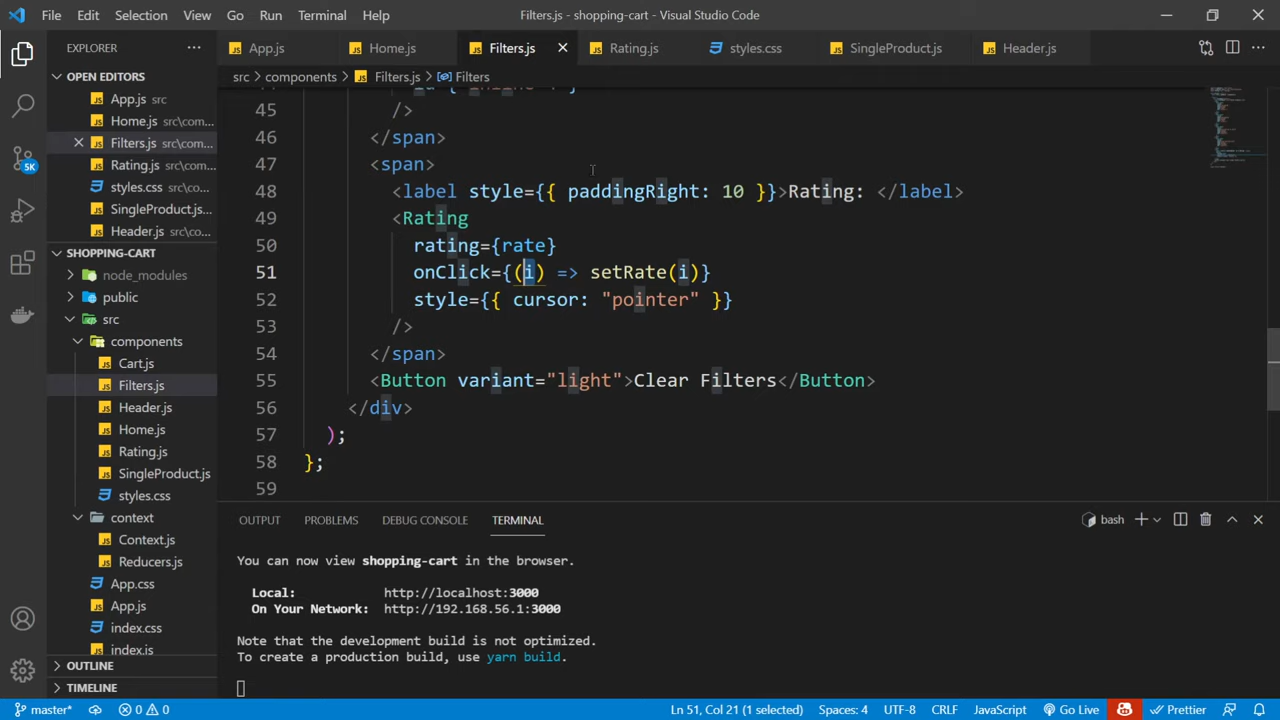 File Edit Selection View Go Run Terminal Help Filters.js - shopping-cart - Visual Studio Code
EXPLORER
OPEN EDITORS
App.js src
Home.js src\com...
Filters.js src\com...
Rating.js src\com...
styles.css src\com...
SingleProduct.js src\co...
Header.js src\co...
SHOPPING-CART
node_modules
public
src
components
Cart.js
Filters.js
Header.js
Home.js
Rating.js
SingleProduct.js
styles.css
context
Context.js
Reducers.js
App.css
App.js
index.css
index.js
OUTLINE
TIMELINE
5K
App.js Home.js Filters.js Rating.js styles.css SingleProduct.js Header.js
src > components > Filters.js > Filters
45 />
46 </span>
47 <span>
48 <label style={{ paddingRight: 10 }}>Rating: </label>
49 <Rating
50 rating={rate}
51 onClick={(i) => setRate(i)}
52 style={{ cursor: "pointer" }}
53 />
54 </span>
55 <Button variant="light">Clear Filters</Button>
56 </div>
57 );
58 };
59
OUTPUT PROBLEMS DEBUG CONSOLE TERMINAL bash
You can now view shopping-cart in the browser.
Local: http://localhost:3000
On Your Network: http://192.168.56.1:3000
Note that the development build is not optimized.
To create a production build, use yarn build.
master* 0 0 Ln 51, Col 21 (1 selected) Spaces: 4 UTF-8 CRLF JavaScript Go Live Prettier